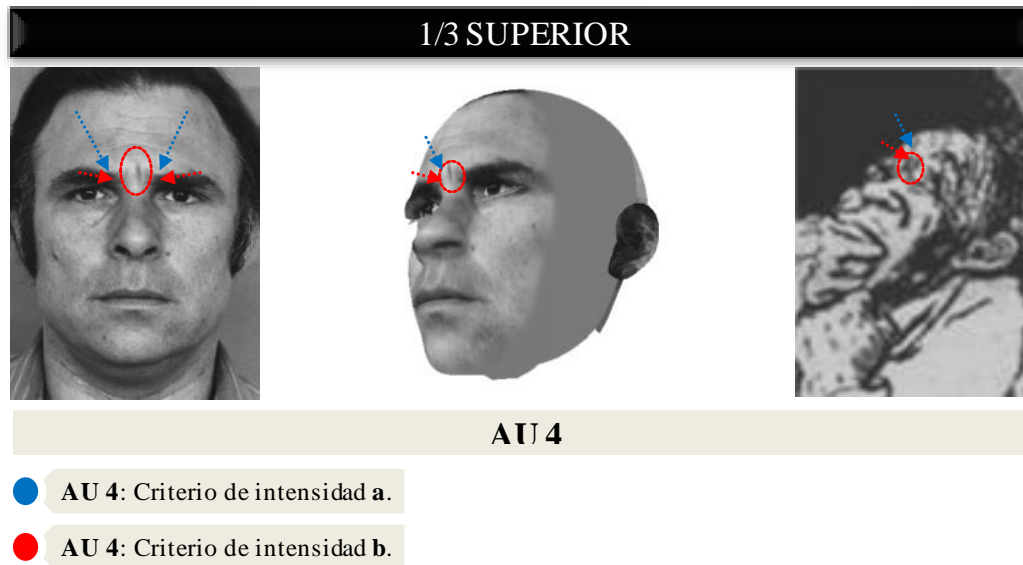 1/3 SUPERIOR
AU 4
AU 4: Criterio de intensidad a.
AU 4: Criterio de intensidad b.